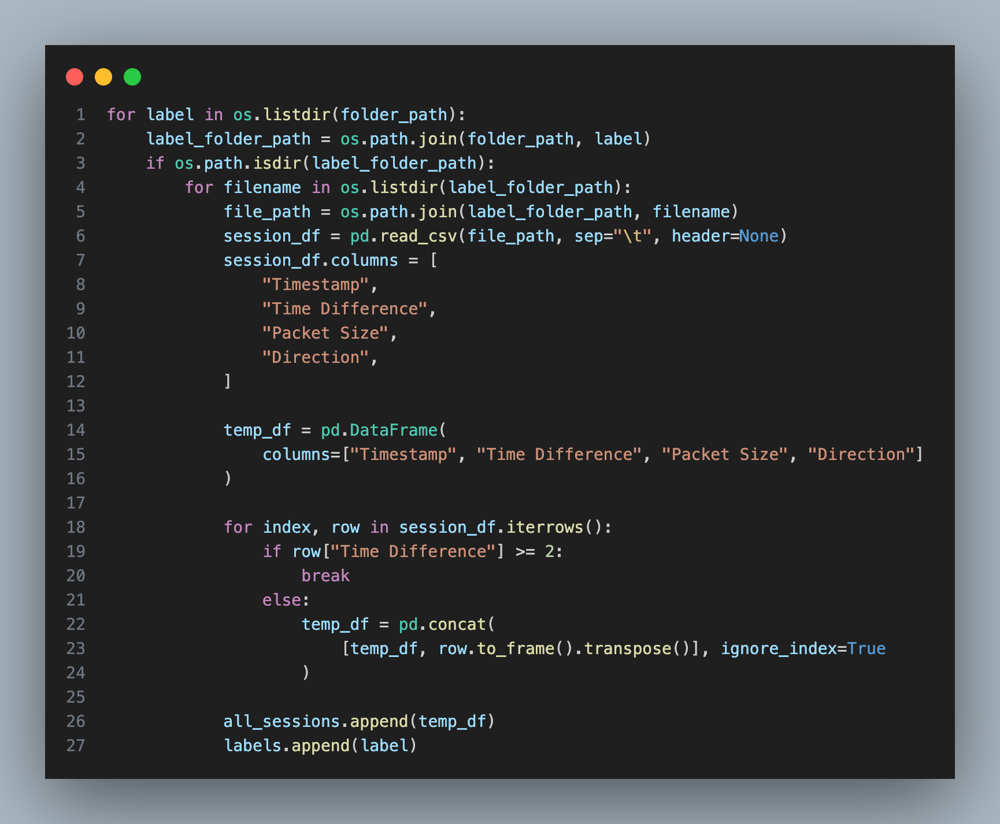 1 for label in os.listdir(folder_path):
2     label_folder_path = os.path.join(folder_path, label)
3     if os.path.isdir(label_folder_path):
4         for filename in os.listdir(label_folder_path):
5             file_path = os.path.join(label_folder_path, filename)
6             session_df = pd.read_csv(file_path, sep="\t", header=None)
7             session_df.columns = [
8                 "Timestamp",
9                 "Time Difference",
10                 "Packet Size",
11                 "Direction",
12             ]
13
14             temp_df = pd.DataFrame(
15                 columns=["Timestamp", "Time Difference", "Packet Size", "Direction"]
16             )
17
18             for index, row in session_df.iterrows():
19                 if row["Time Difference"] >= 2:
20                     break
21                 else:
22                     temp_df = pd.concat(
23                         [temp_df, row.to_frame().transpose()], ignore_index=True
24                     )
25
26             all_sessions.append(temp_df)
27             labels.append(label)